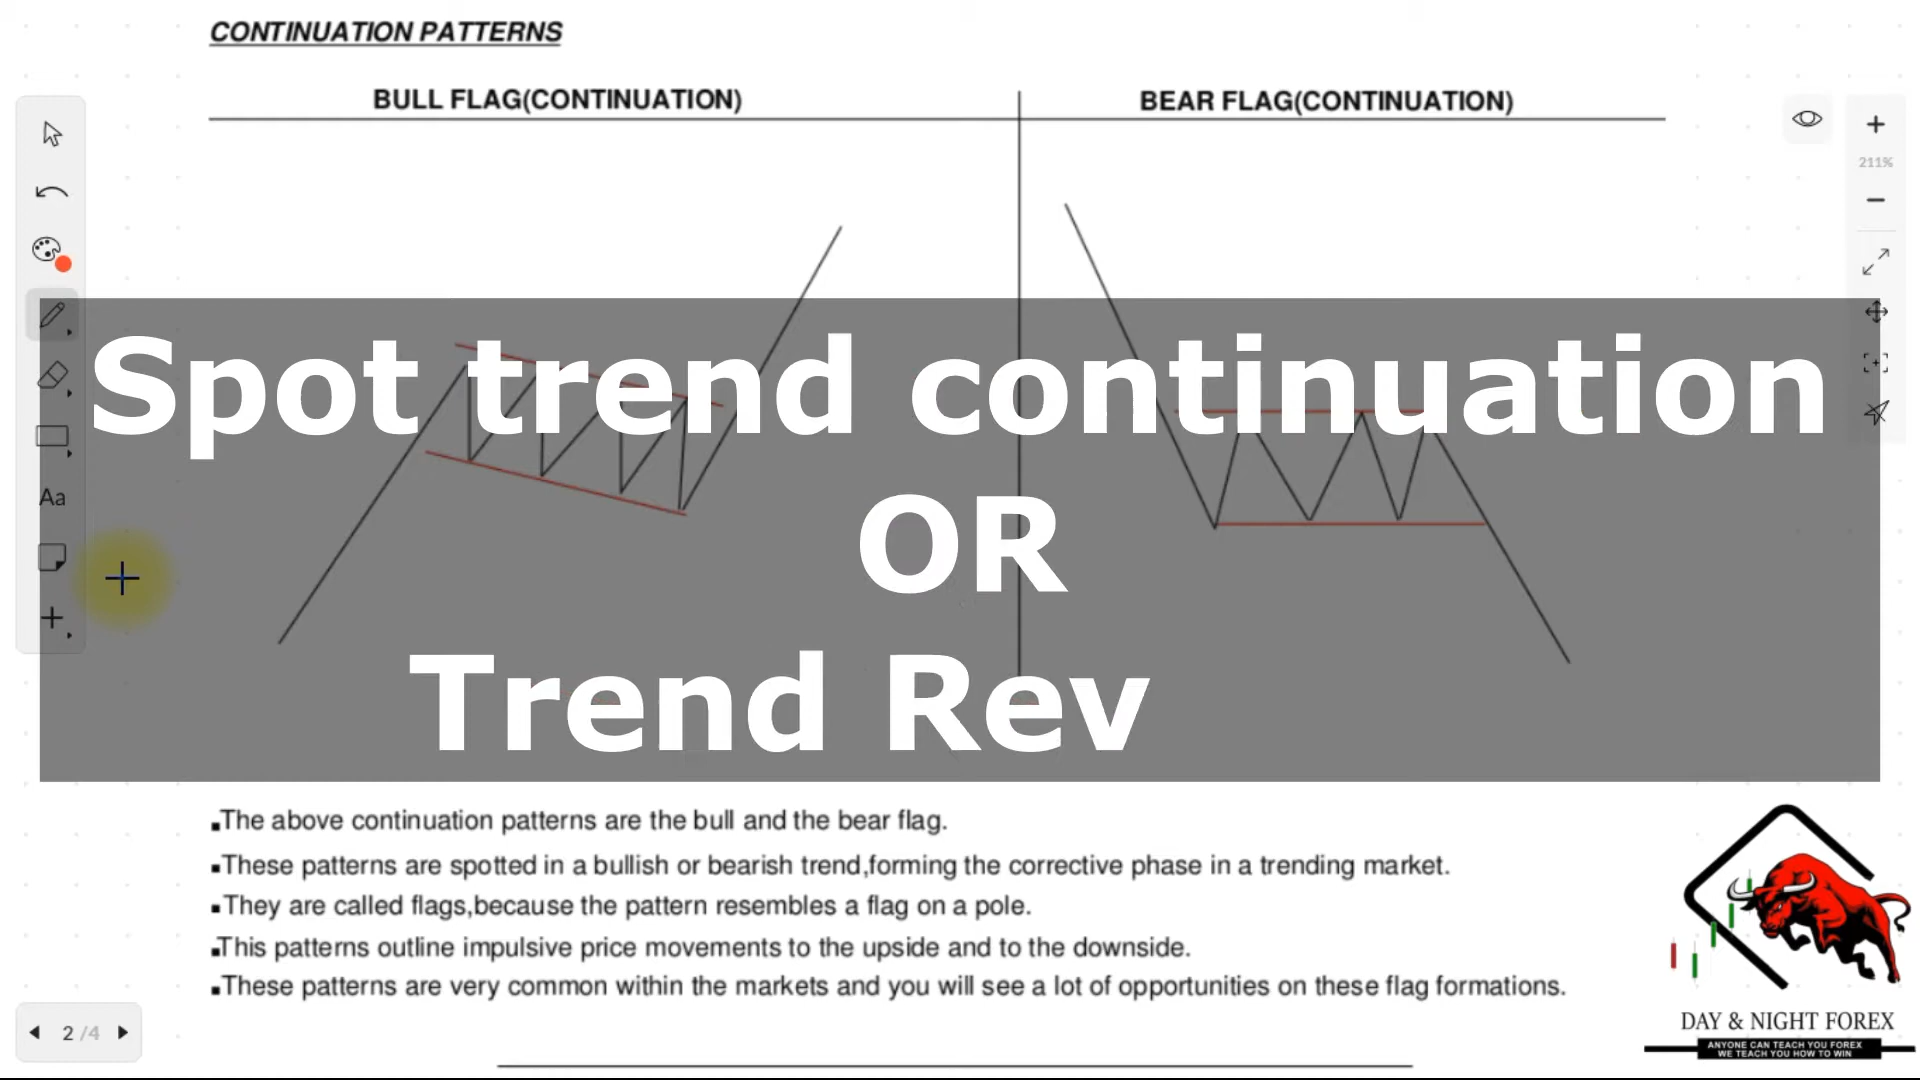 CONTINUATION PATTERNS
BULL FLAG(CONTINUATION)
BEAR FLAG(CONTINUATION)
211%
Spot trend continuation
OR
Trend Rev
Aa
▪The above continuation patterns are the bull and the bear flag.
▪These patterns are spotted in a bullish or bearish trend,forming the corrective phase in a trending market.
▪They are called flags,because the pattern resembles a flag on a pole.
▪This patterns outline impulsive price movements to the upside and to the downside.
▪These patterns are very common within the markets and you will see a lot of opportunities on these flag formations.
2 /4
DAY & NIGHT FOREX
ANYONE CAN TEACH YOU FOREX
WE TEACH YOU HOW TO WIN